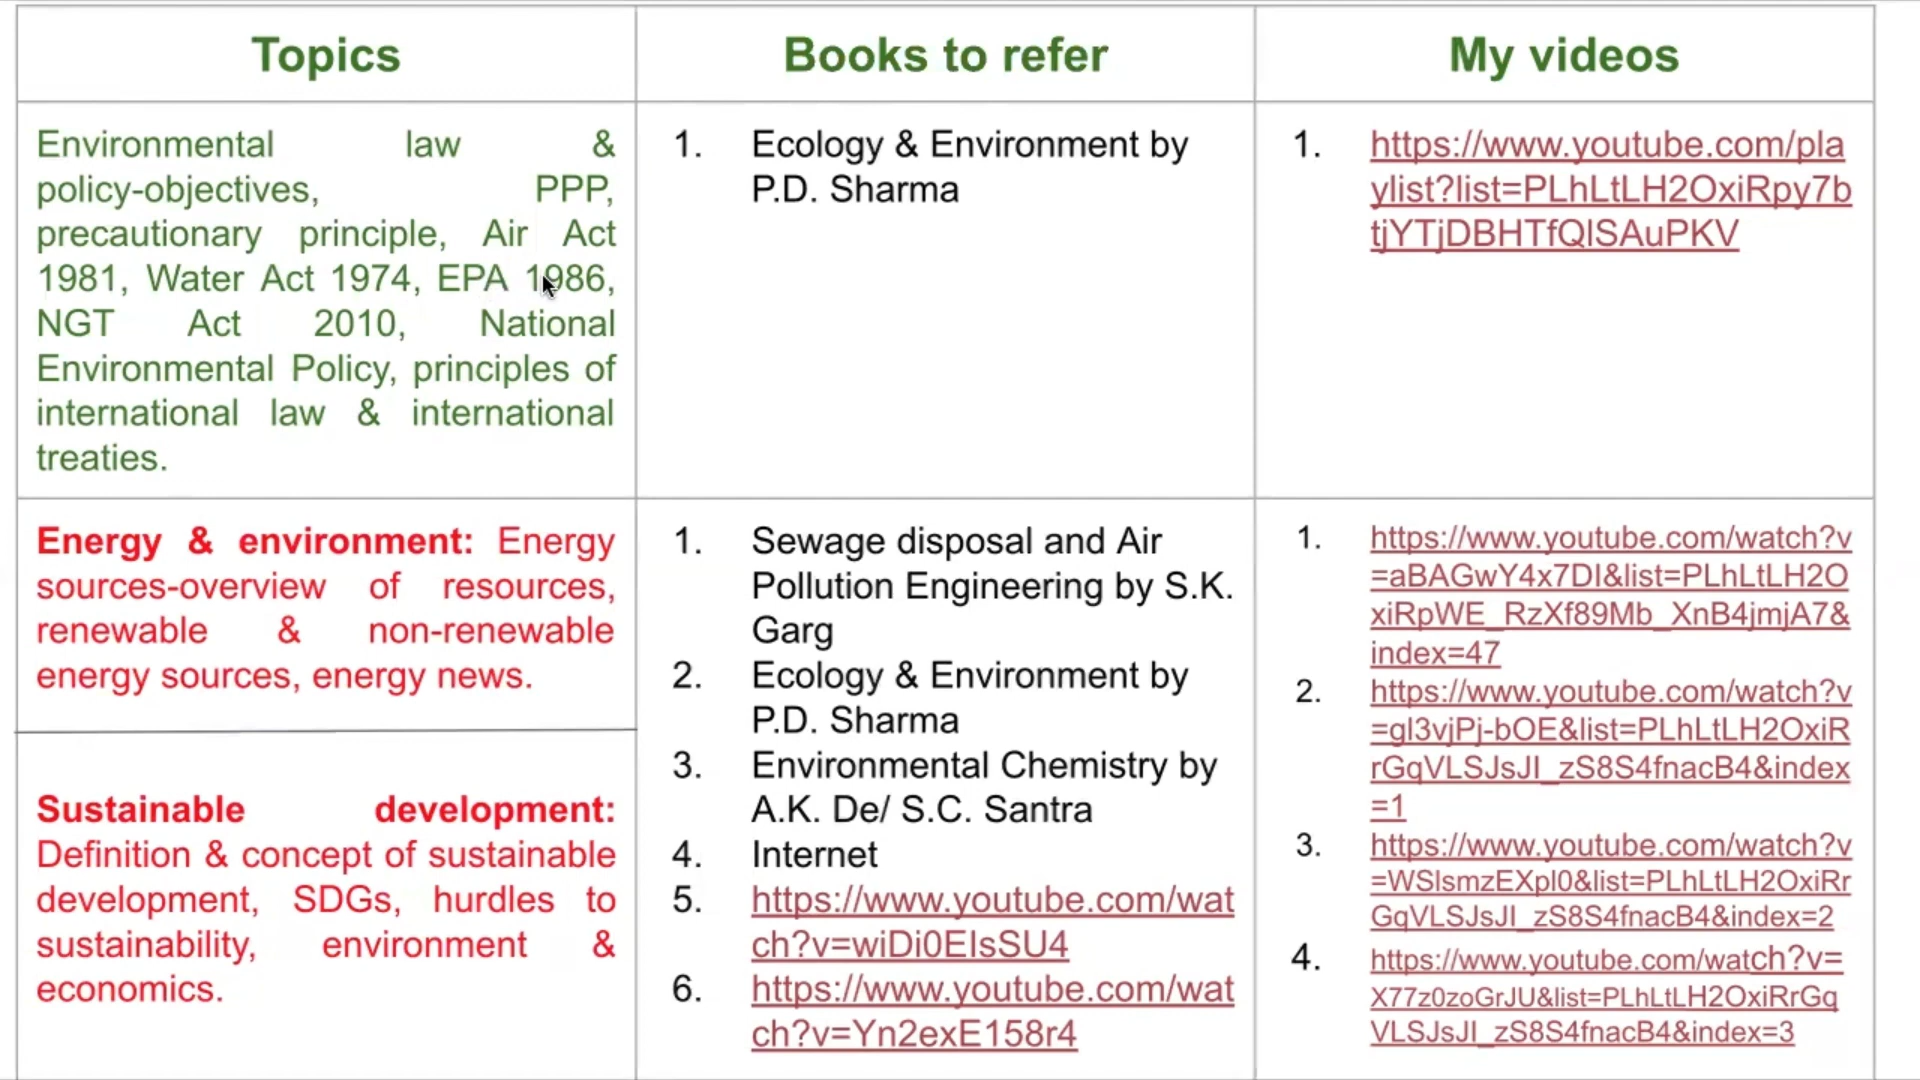 Topics
Books to refer
My videos
Environmental law &
policy-objectives, PPP,
precautionary principle, Air Act
1981, Water Act 1974, EPA 1986,
NGT Act 2010, National
Environmental Policy, principles of
international law & international
treaties.
1. Ecology & Environment by
P.D. Sharma
1. https://www.youtube.com/pla
ylist?list=PLhLtLH2OxiRpy7b
tjYTjDBHTfQlSAuPKV
Energy & environment: Energy
sources-overview of resources,
renewable & non-renewable
energy sources, energy news.
Sustainable development:
Definition & concept of sustainable
development, SDGs, hurdles to
sustainability, environment &
economics.
1. Sewage disposal and Air
Pollution Engineering by S.K.
Garg
2. Ecology & Environment by
P.D. Sharma
3. Environmental Chemistry by
A.K. De/ S.C. Santra
4. Internet
5. https://www.youtube.com/wat
ch?v=wiDi0EIsSU4
6. https://www.youtube.com/wat
ch?v=Yn2exE158r4
1. https://www.youtube.com/watch?v
=aBAGwY4x7DI&list=PLhLtLH2O
xiRpWE_RzXf89Mb_XnB4jmjA7&
index=47
2. https://www.youtube.com/watch?v
=gI3vjPj-bOE&list=PLhLtLH2OxiR
rGqVLSJsJI_zS8S4fnacB4&index
=1
3. https://www.youtube.com/watch?v
=WSlsmzEXpl0&list=PLhLtLH2OxiRr
GqVLSJsJI_zS8S4fnacB4&index=2
4. https://www.youtube.com/watch?v=
X77z0zoGrJU&list=PLhLtLH2OxiRrGq
VLSJsJI_zS8S4fnacB4&index=3